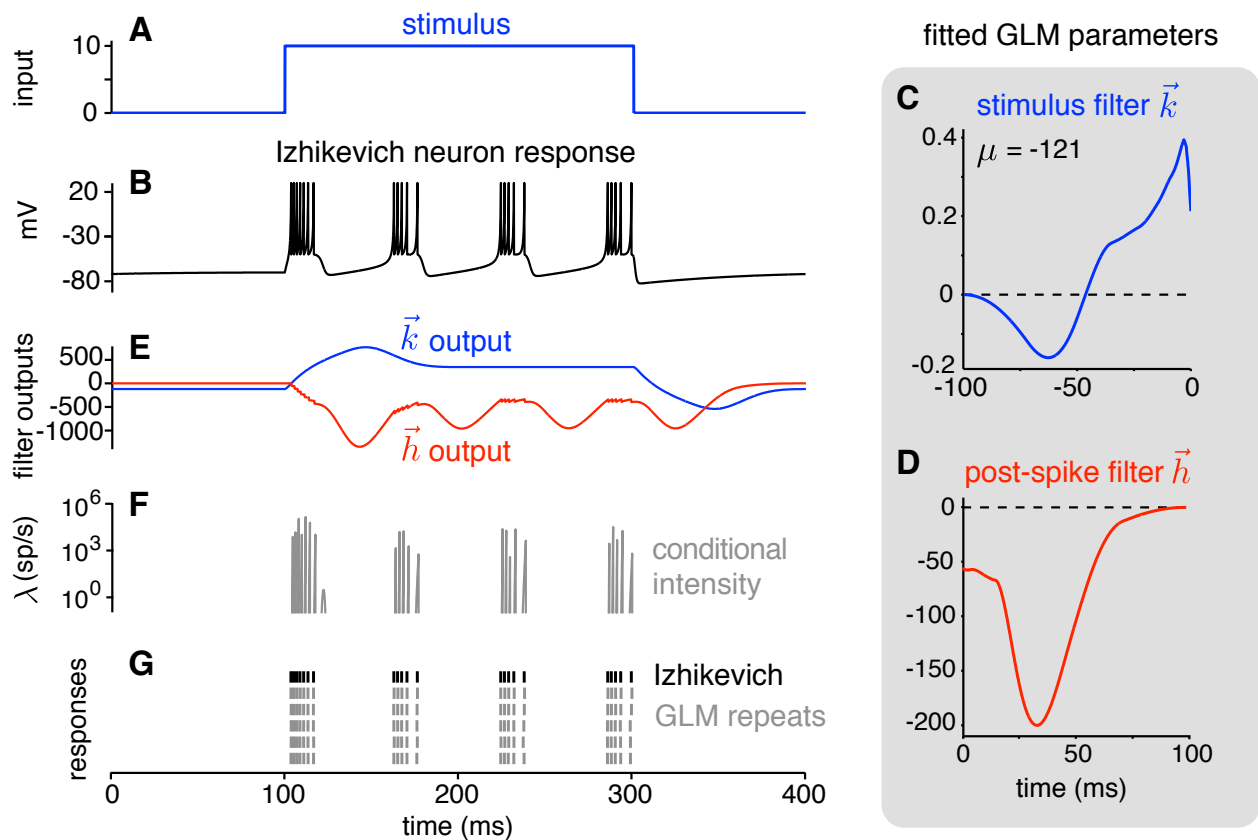 A
stimulus
input
10
0
B
Izhikevich neuron response
mV
20
-30
-80
E
k output
h output
filter outputs
500
0
-500
-1000
F
λ (sp/s)
10^6
10^3
10^0
conditional
intensity
G
responses
Izhikevich
GLM repeats
0
100
200
300
400
time (ms)
fitted GLM parameters
C
stimulus filter k
μ = -121
0.4
0.2
0
-0.2
-100
-50
0
D
post-spike filter h
0
-50
-100
-150
-200
0
50
100
time (ms)